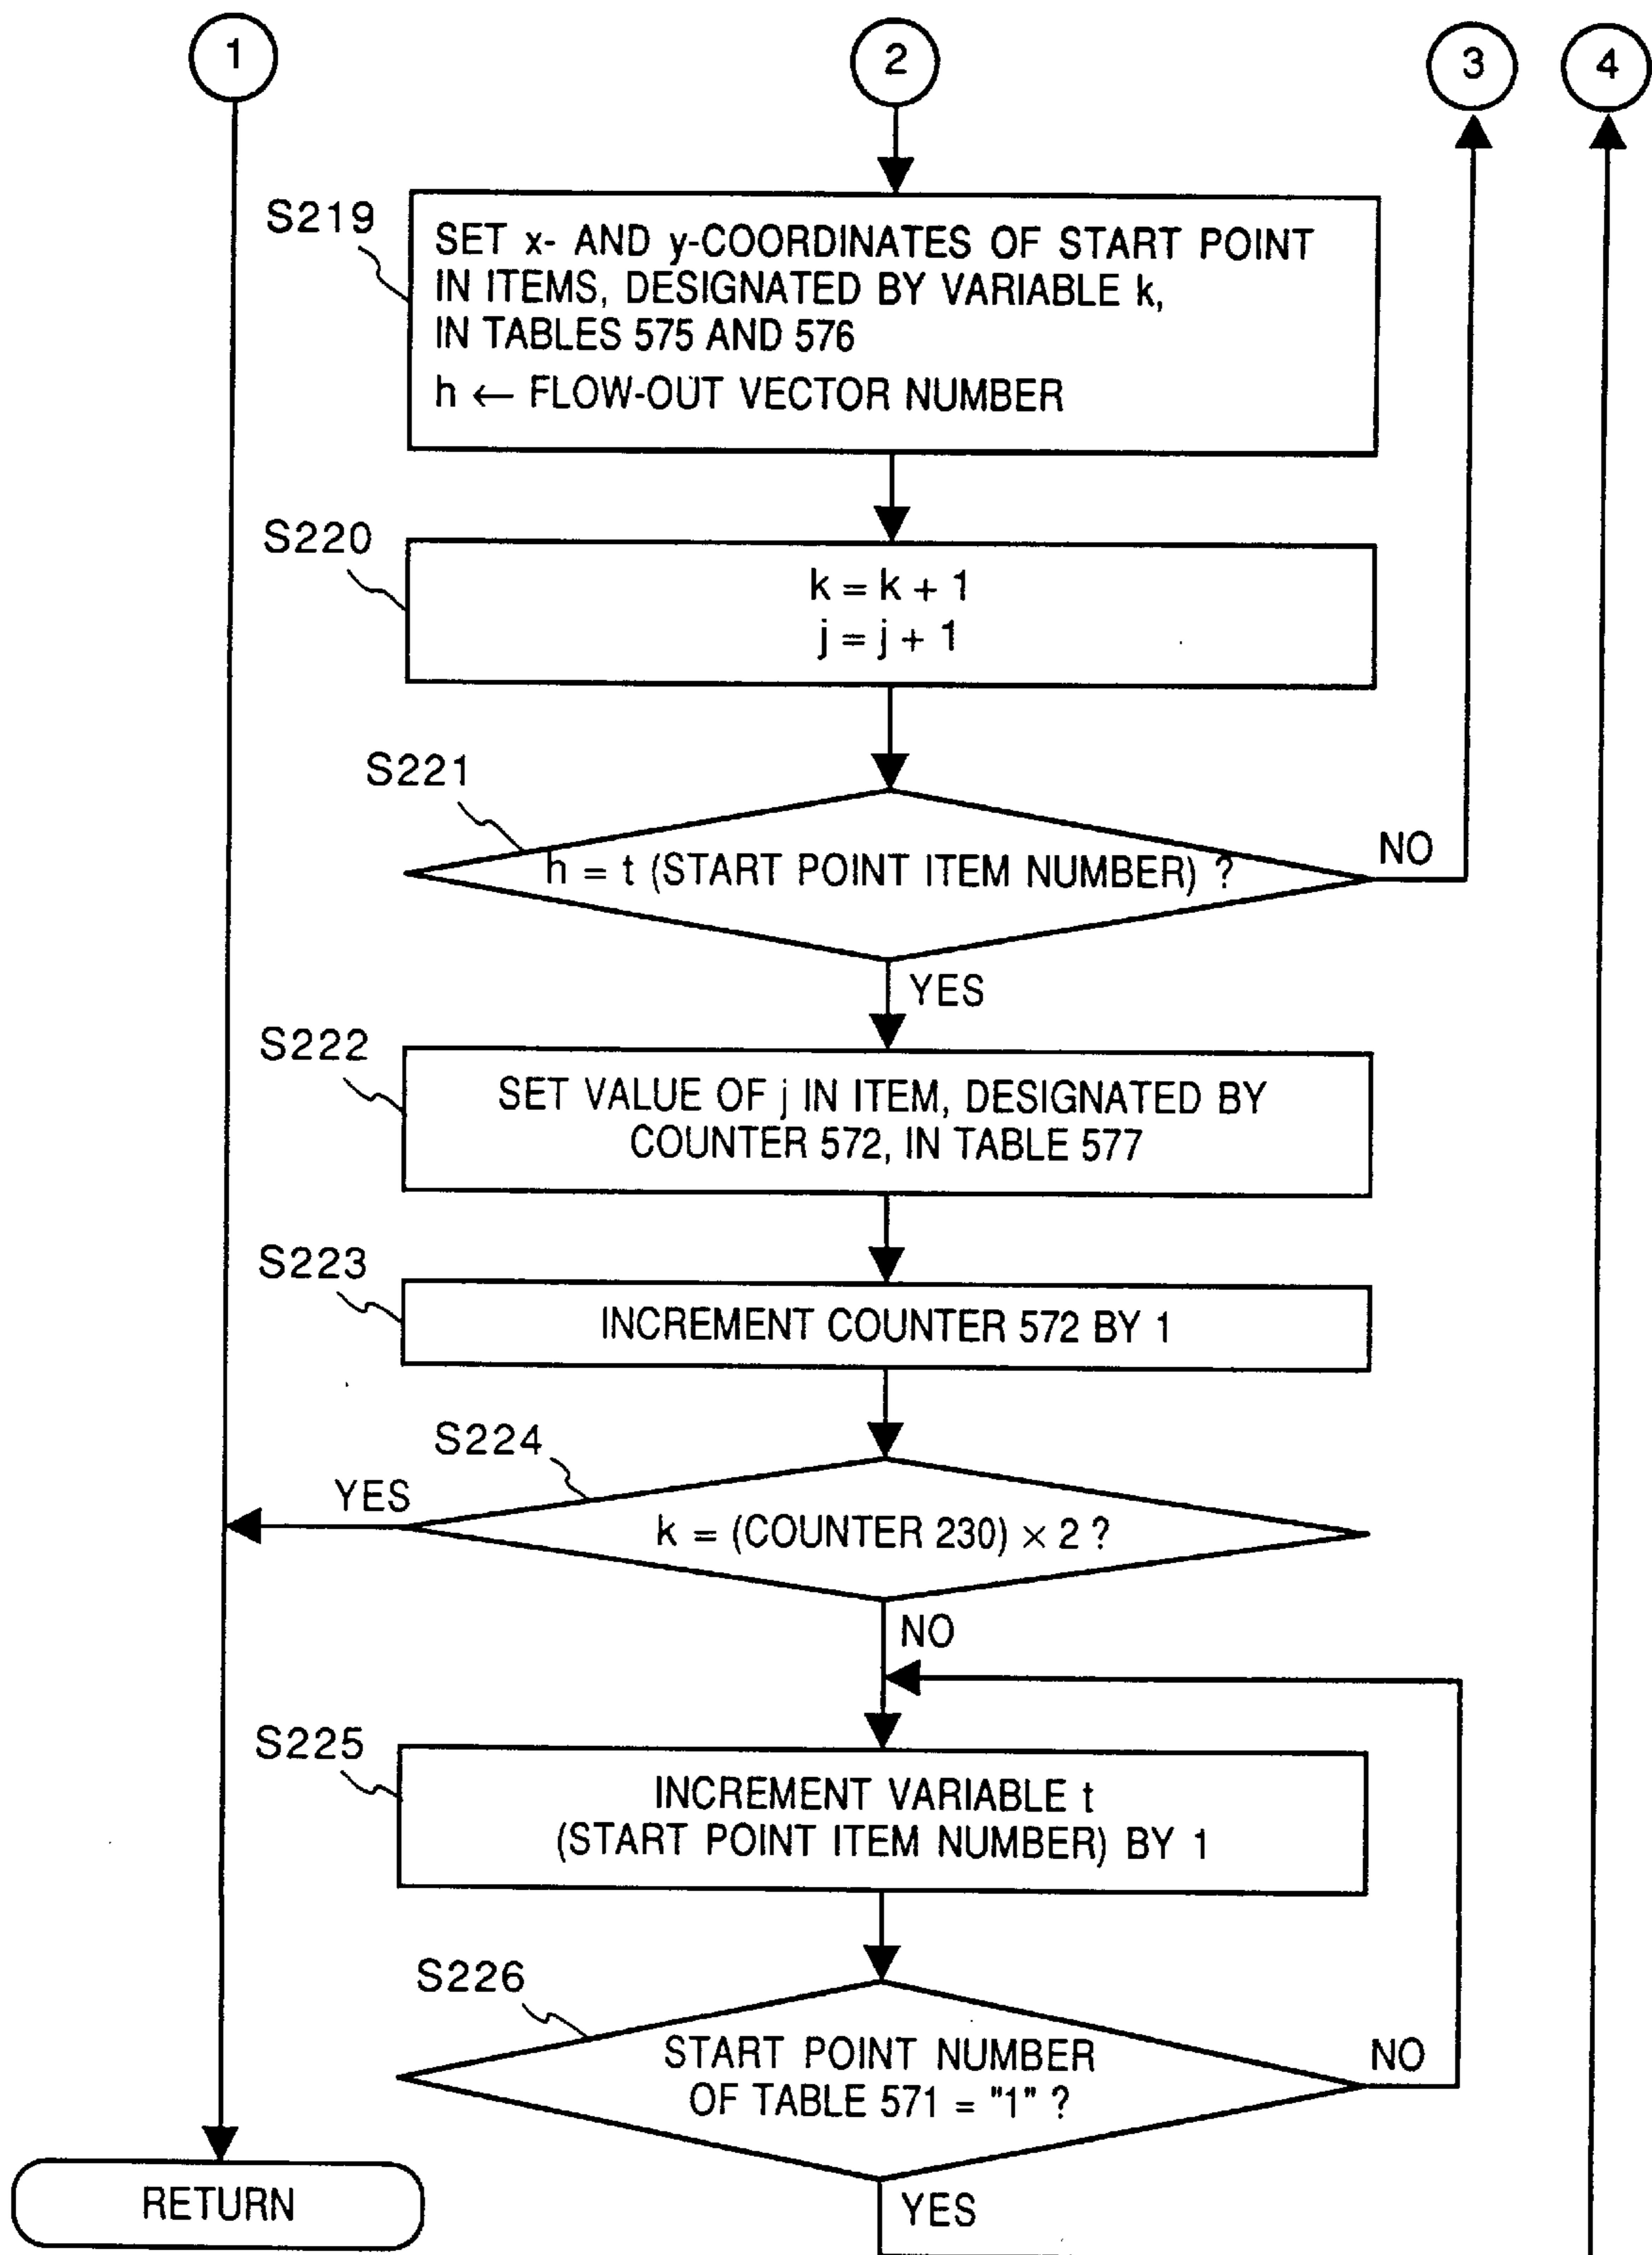 1
2
3
4
S219
SET x- AND y-COORDINATES OF START POINT
IN ITEMS, DESIGNATED BY VARIABLE k,
IN TABLES 575 AND 576
h ← FLOW-OUT VECTOR NUMBER
S220
k = k + 1
j = j + 1
S221
h = t (START POINT ITEM NUMBER) ?
NO
YES
S222
SET VALUE OF j IN ITEM, DESIGNATED BY
COUNTER 572, IN TABLE 577
S223
INCREMENT COUNTER 572 BY 1
S224
YES
k = (COUNTER 230) × 2 ?
NO
S225
INCREMENT VARIABLE t
(START POINT ITEM NUMBER) BY 1
S226
START POINT NUMBER
OF TABLE 571 = "1" ?
NO
RETURN
YES